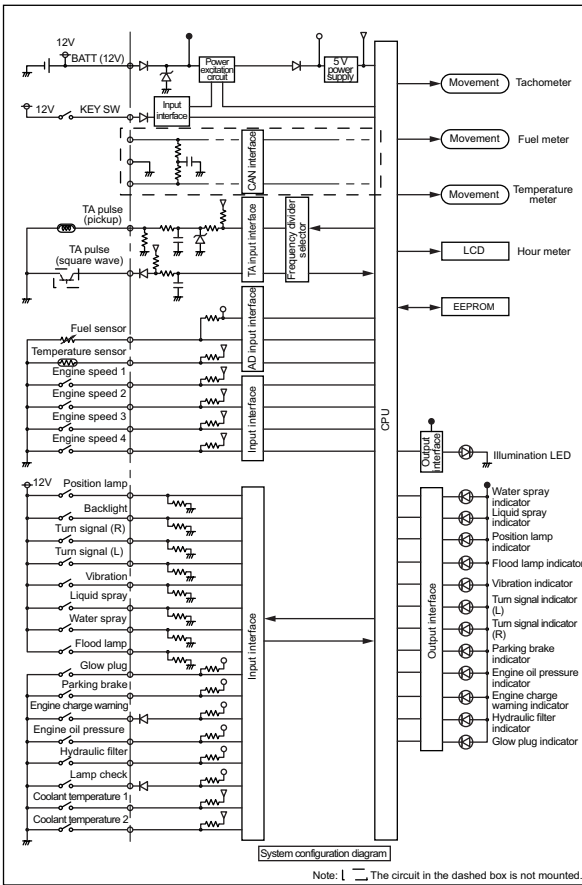 12V
BATT (12V)
Power
excitation
circuit
5 V
power
supply
12V
KEY SW
Input
interface
CAN interface
TA pulse
(pickup)
TA pulse
(square wave)
TA input interface
Frequency divider
selector
Fuel sensor
Temperature sensor
AD input interface
Engine speed 1
Engine speed 2
Engine speed 3
Engine speed 4
Input interface
CPU
Movement
Tachometer
Movement
Fuel meter
Movement
Temperature
meter
LCD
Hour meter
EEPROM
Output
interface
Illumination LED
12V
Position lamp
Backlight
Turn signal (R)
Turn signal (L)
Vibration
Liquid spray
Water spray
Flood lamp
Glow plug
Parking brake
Engine charge warning
Engine oil pressure
Hydraulic filter
Lamp check
Coolant temperature 1
Coolant temperature 2
Input interface
Output interface
Water spray
indicator
Liquid spray
indicator
Position lamp
indicator
Flood lamp indicator
Vibration indicator
Turn signal indicator
(L)
Turn signal indicator
(R)
Parking brake
indicator
Engine oil pressure
indicator
Engine charge
warning indicator
Hydraulic filter
indicator
Glow plug indicator
System configuration diagram
Note: The circuit in the dashed box is not mounted.